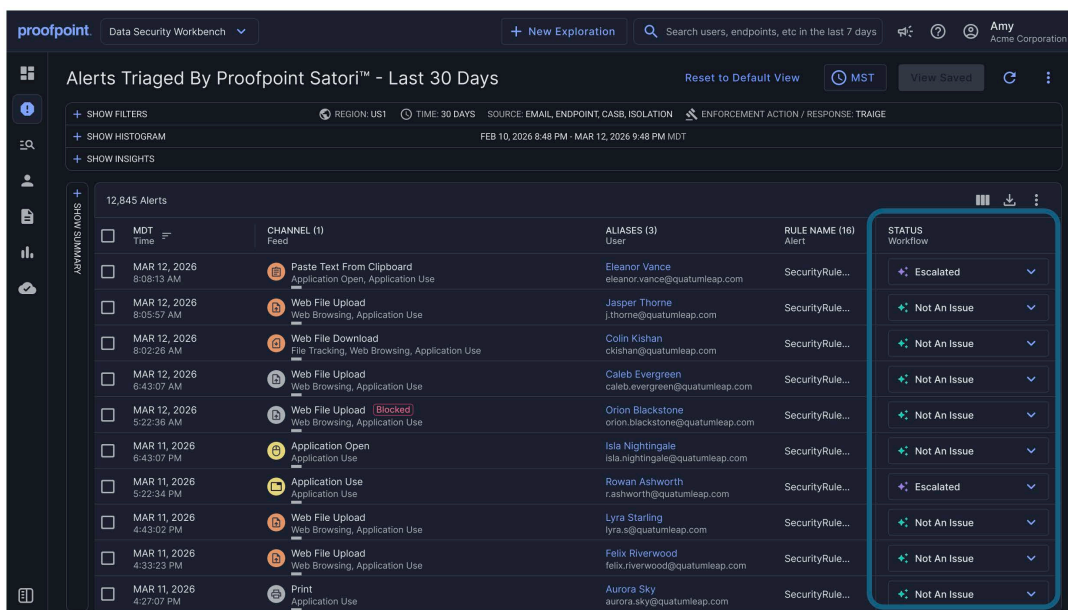 proofpoint.
Data Security Workbench
+ New Exploration
Search users, endpoints, etc in the last 7 days
Amy
Acme Corporation
Alerts Triaged By Proofpoint Satori™ - Last 30 Days
Reset to Default View
MST
View Saved
+ SHOW FILTERS
REGION: US1
TIME: 30 DAYS
SOURCE: EMAIL, ENDPOINT, CASB, ISOLATION
ENFORCEMENT ACTION / RESPONSE: TRAIGE
+ SHOW HISTOGRAM
FEB 10, 2026 8:48 PM - MAR 12, 2026 9:48 PM MDT
+ SHOW INSIGHTS
+ SHOW SUMMARY
12,845 Alerts
MDT
Time
CHANNEL (1)
Feed
ALIASES (3)
User
RULE NAME (16)
Alert
STATUS
Workflow
MAR 12, 2026
8:08:13 AM
Paste Text From Clipboard
Application Open, Application Use
Eleanor Vance
eleanor.vance@quatumleap.com
SecurityRule...
Escalated
MAR 12, 2026
8:05:57 AM
Web File Upload
Web Browsing, Application Use
Jasper Thorne
j.thorne@quatumleap.com
SecurityRule...
Not An Issue
MAR 12, 2026
8:02:26 AM
Web File Download
File Tracking, Web Browsing, Application Use
Colin Kishan
ckishan@quatumleap.com
SecurityRule...
Not An Issue
MAR 12, 2026
6:43:07 AM
Web File Upload
Web Browsing, Application Use
Caleb Evergreen
caleb.evergreen@quatumleap.com
SecurityRule...
Not An Issue
MAR 12, 2026
5:22:36 AM
Web File Upload Blocked
Web Browsing, Application Use
Orion Blackstone
orion.blackstone@quatumleap.com
SecurityRule...
Not An Issue
MAR 11, 2026
6:43:07 PM
Application Open
Application Use
Isla Nightingale
isla.nightingale@quatumleap.com
SecurityRule...
Not An Issue
MAR 11, 2026
5:22:34 PM
Application Use
Application Use
Rowan Ashworth
r.ashworth@quatumleap.com
SecurityRule...
Escalated
MAR 11, 2026
4:43:02 PM
Web File Upload
Web Browsing, Application Use
Lyra Starling
lyra.s@quatumleap.com
SecurityRule...
Not An Issue
MAR 11, 2026
4:33:23 PM
Web File Upload
Web Browsing, Application Use
Felix Riverwood
felix.riverwood@quatumleap.com
SecurityRule...
Not An Issue
MAR 11, 2026
4:27:07 PM
Print
Application Use
Aurora Sky
aurora.sky@quatumleap.com
SecurityRule...
Not An Issue